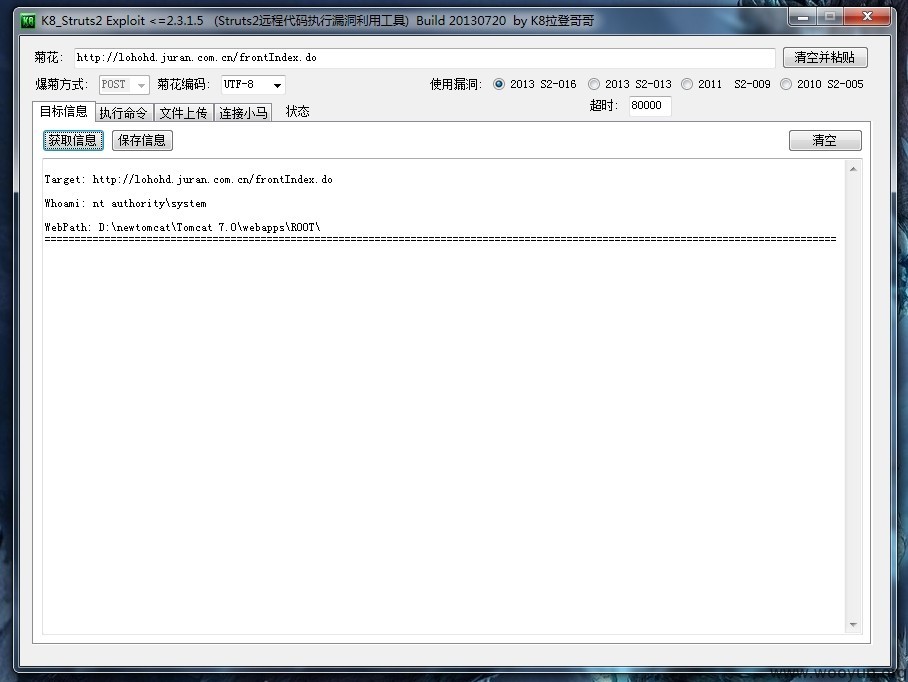 K8 K8_Struts2 Exploit <=2.3.1.5 (Struts2远程代码执行漏洞利用工具) Build 20130720 by K8拉登哥哥
菊花: http://lohohd.juran.com.cn/frontIndex.do 清空并粘贴
爆菊方式: POST 菊花编码: UTF-8 使用漏洞: 2013 S2-016 2013 S2-013 2011 S2-009 2010 S2-005
超时: 80000
目标信息 执行命令 文件上传 连接小马 状态
获取信息 保存信息 清空
Target: http://lohohd.juran.com.cn/frontIndex.do
Whoami: nt authority\system
WebPath: D:\newtomcat\Tomcat 7.0\webapps\ROOT\
====================================================================================================================================
www.wooyun.org